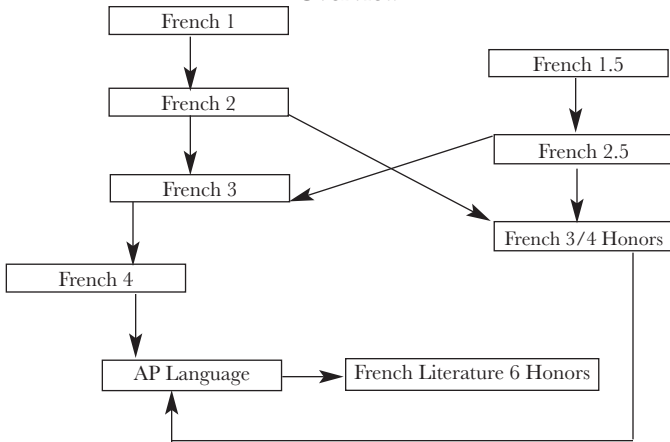 French 1
French 1.5
French 2
French 2.5
French 3
French 3/4 Honors
French 4
AP Language
French Literature 6 Honors